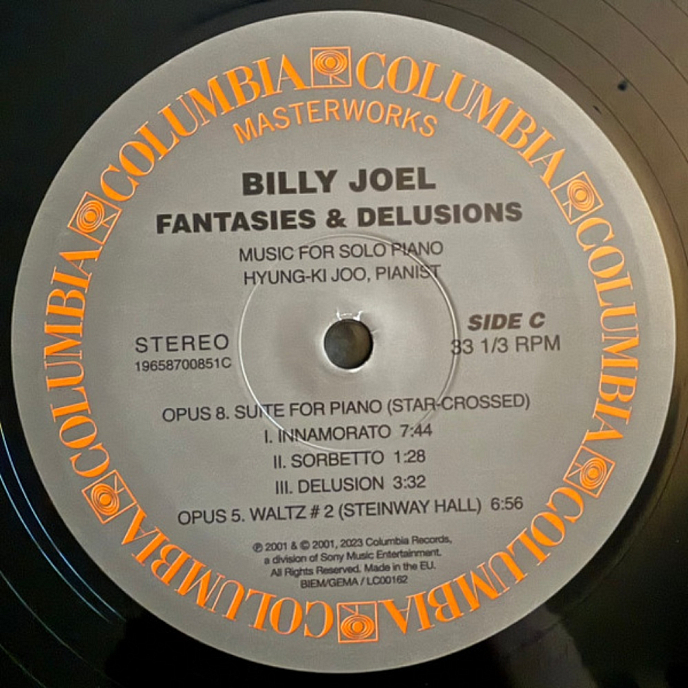 COLUMBIA COLUMBIA COLUMBIA COLUMBIA COLUMBIA COLUMBIA COLUMBIA COLUMBIA
MASTERWORKS
BILLY JOEL
FANTASIES & DELUSIONS
MUSIC FOR SOLO PIANO
HYUNG-KI JOO, PIANIST
STEREO
19658700851C
SIDE C
33 1/3 RPM
OPUS 8. SUITE FOR PIANO (STAR-CROSSED)
I. INNAMORATO 7:44
II. SORBETTO 1:28
III. DELUSION 3:32
OPUS 5. WALTZ # 2 (STEINWAY HALL) 6:56
℗ 2001 & © 2001, 2023 Columbia Records,
a division of Sony Music Entertainment.
All Rights Reserved. Made in the EU.
BIEM/GEMA / LC00162